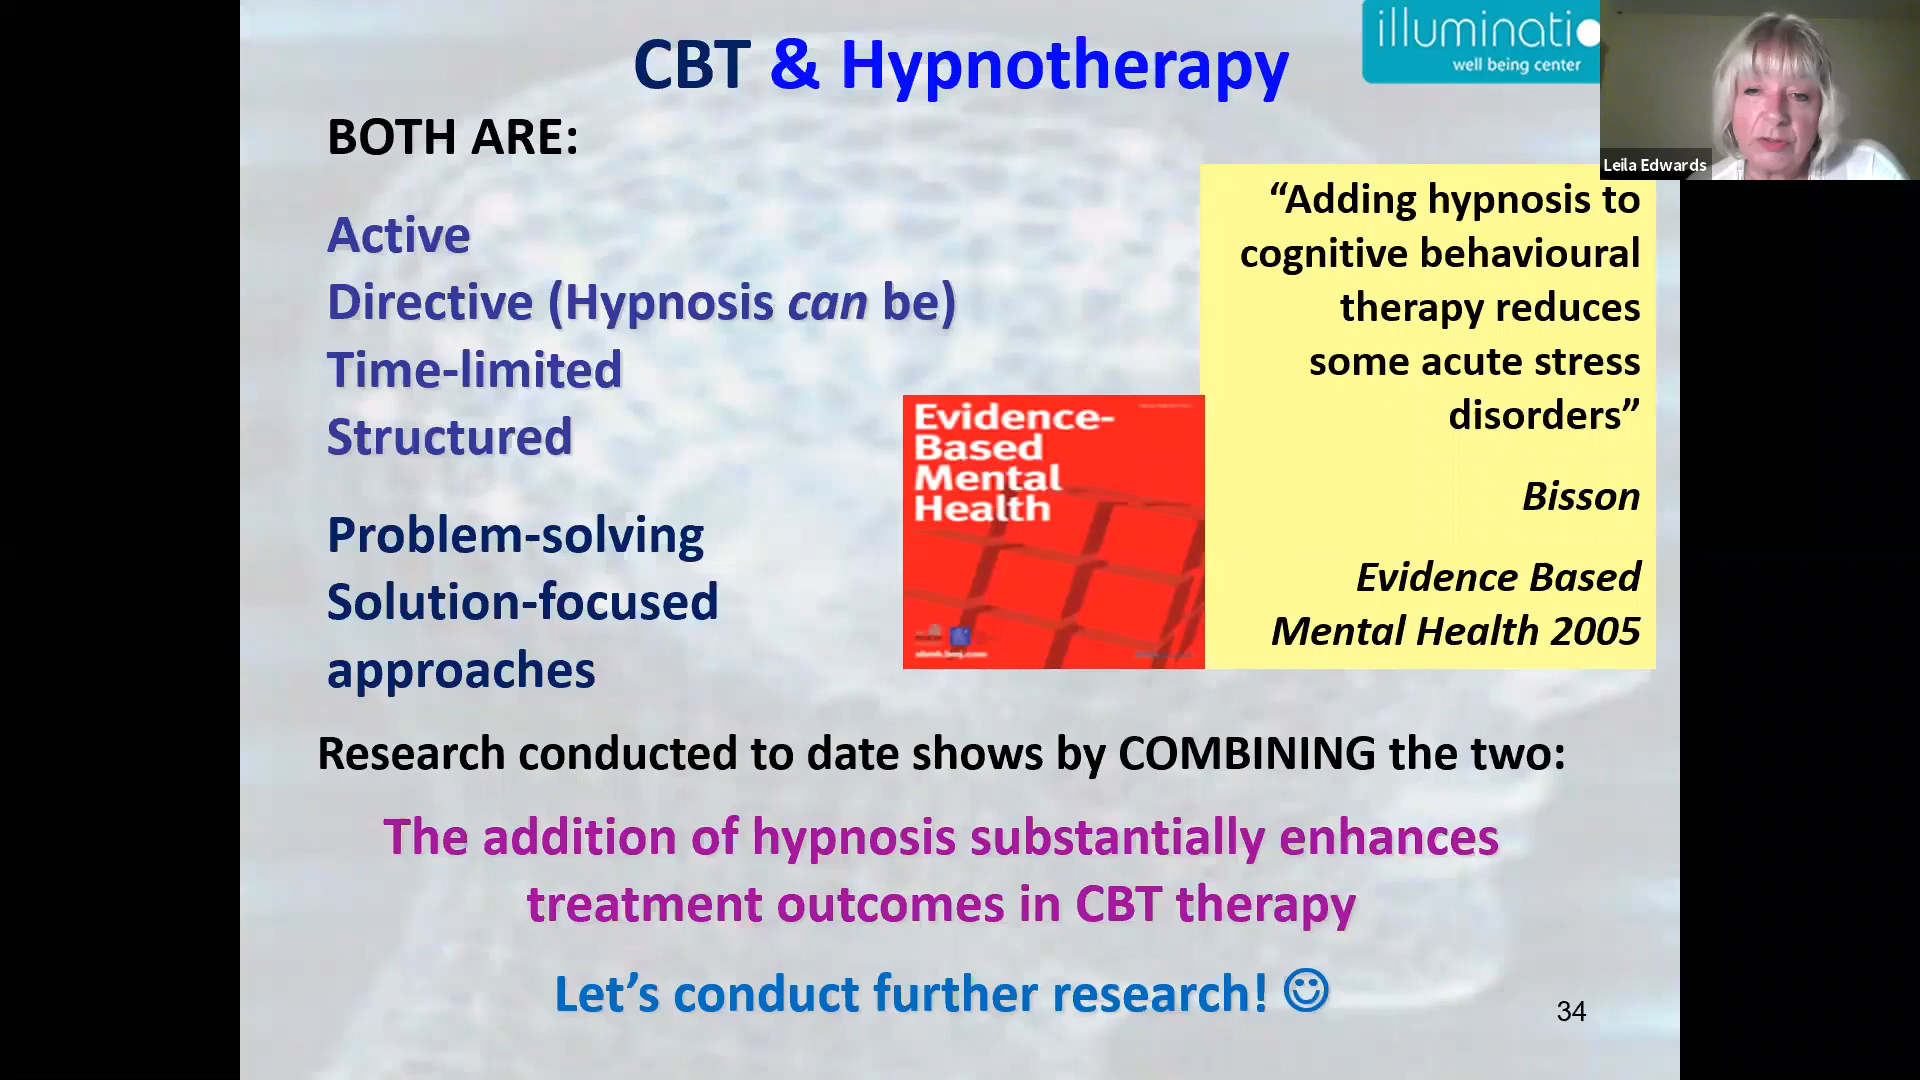 CBT & Hypnotherapy
illuminati
well being center
Leila Edwards
BOTH ARE:
Active
Directive (Hypnosis can be)
Time-limited
Structured
Problem-solving
Solution-focused
approaches
Evidence-
Based
Mental
Health
“Adding hypnosis to
cognitive behavioural
therapy reduces
some acute stress
disorders”
Bisson
Evidence Based
Mental Health 2005
Research conducted to date shows by COMBINING the two:
The addition of hypnosis substantially enhances
treatment outcomes in CBT therapy
Let’s conduct further research! ☺
34